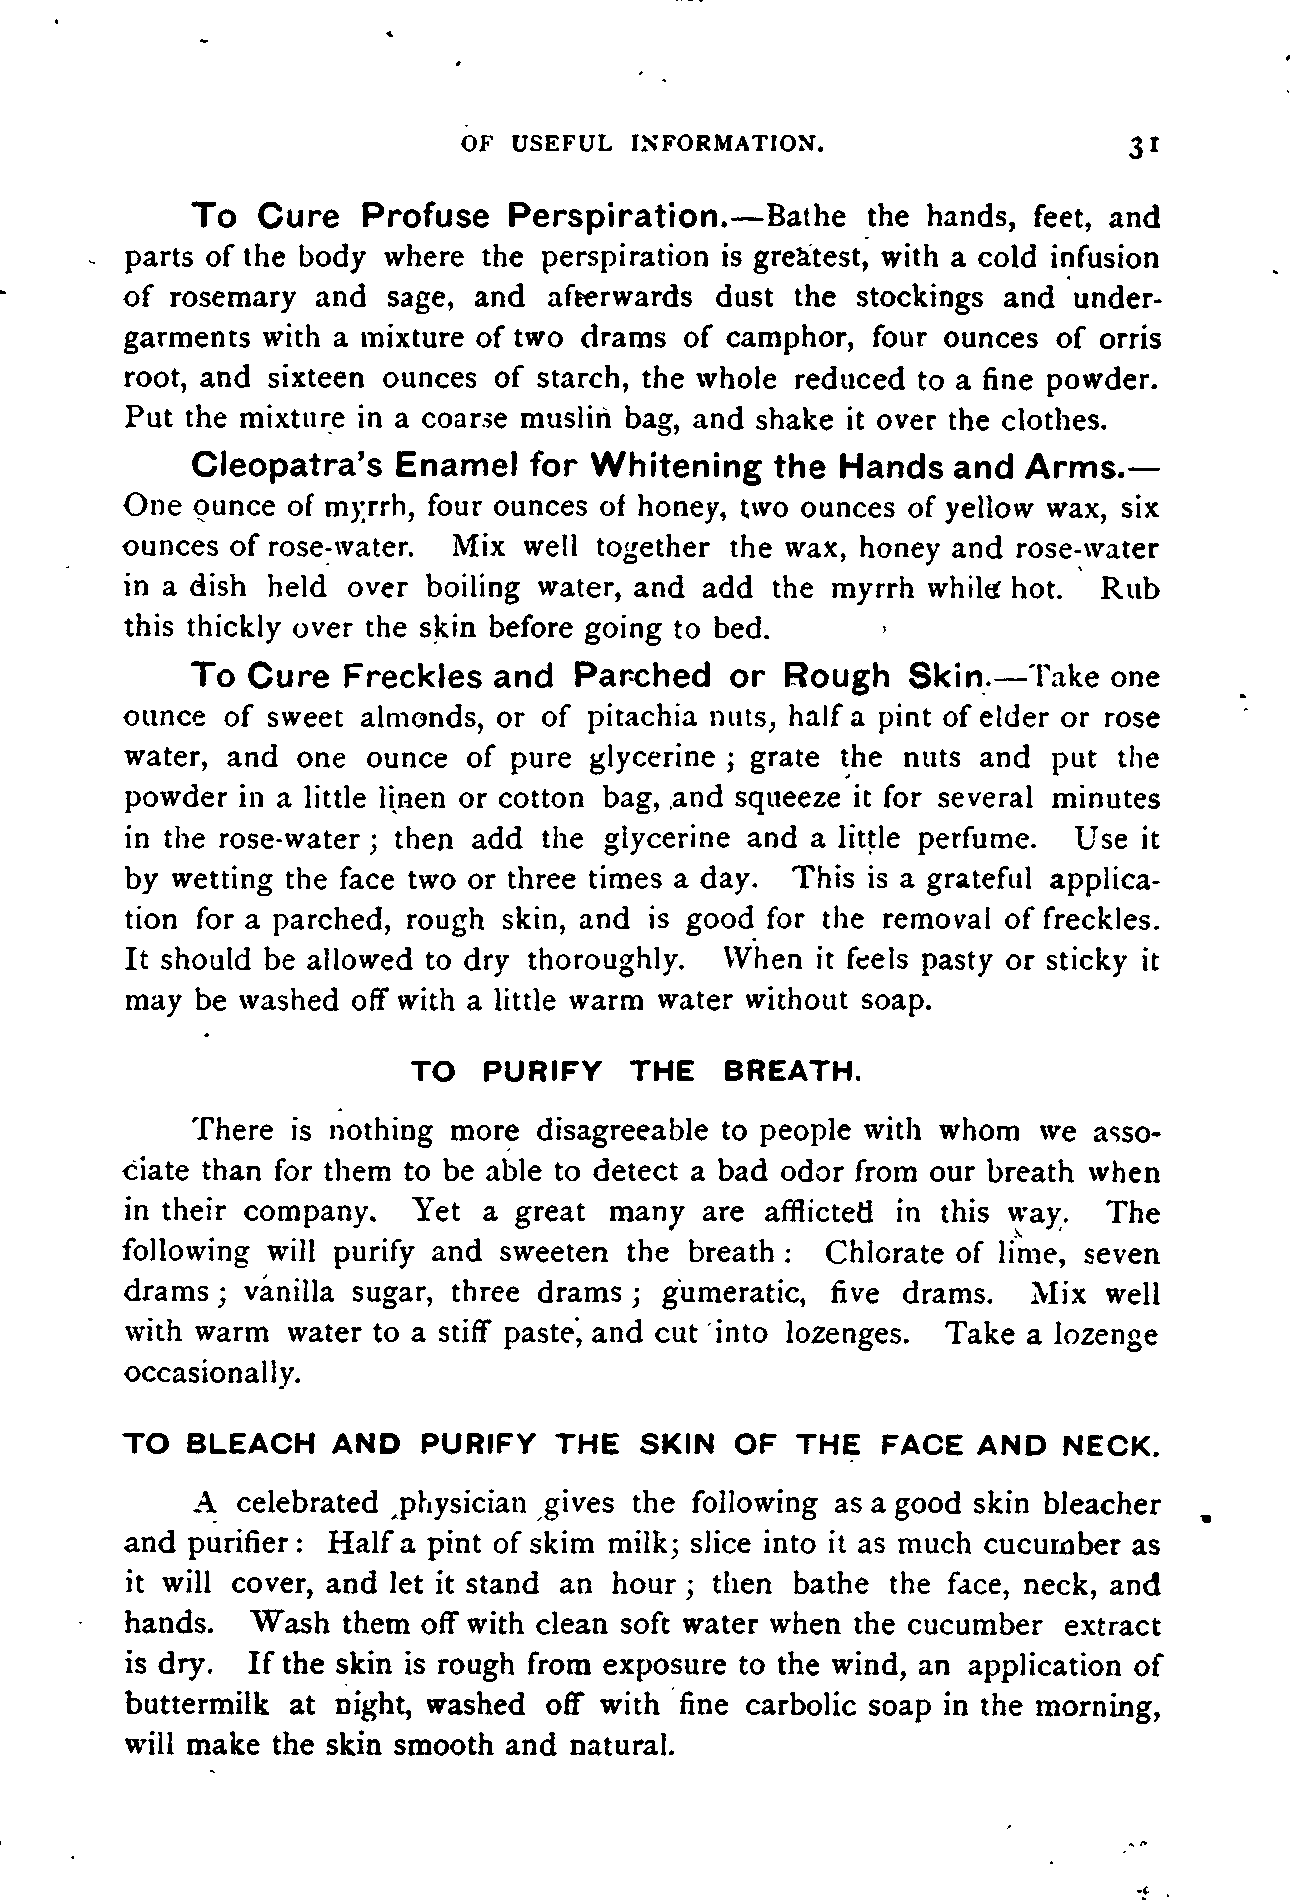 OF USEFUL INFORMATION. 31
To Cure Profuse Perspiration.—Bathe the hands, feet, and
parts of the body where the perspiration is greatest, with a cold infusion
of rosemary and sage, and afterwards dust the stockings and under-
garments with a mixture of two drams of camphor, four ounces of orris
root, and sixteen ounces of starch, the whole reduced to a fine powder.
Put the mixture in a coarse muslin bag, and shake it over the clothes.
Cleopatra's Enamel for Whitening the Hands and Arms.—
One ounce of myrrh, four ounces of honey, two ounces of yellow wax, six
ounces of rose-water. Mix well together the wax, honey and rose-water
in a dish held over boiling water, and add the myrrh while hot. Rub
this thickly over the skin before going to bed.
To Cure Freckles and Parched or Rough Skin.—Take one
ounce of sweet almonds, or of pitachia nuts, half a pint of elder or rose
water, and one ounce of pure glycerine ; grate the nuts and put the
powder in a little linen or cotton bag, and squeeze it for several minutes
in the rose-water ; then add the glycerine and a little perfume. Use it
by wetting the face two or three times a day. This is a grateful applica-
tion for a parched, rough skin, and is good for the removal of freckles.
It should be allowed to dry thoroughly. When it feels pasty or sticky it
may be washed off with a little warm water without soap.
TO PURIFY THE BREATH.
There is nothing more disagreeable to people with whom we asso-
ciate than for them to be able to detect a bad odor from our breath when
in their company. Yet a great many are afflicted in this way. The
following will purify and sweeten the breath : Chlorate of lime, seven
drams ; vanilla sugar, three drams ; gumeratic, five drams. Mix well
with warm water to a stiff paste, and cut into lozenges. Take a lozenge
occasionally.
TO BLEACH AND PURIFY THE SKIN OF THE FACE AND NECK.
A celebrated physician gives the following as a good skin bleacher
and purifier : Half a pint of skim milk; slice into it as much cucumber as
it will cover, and let it stand an hour ; then bathe the face, neck, and
hands. Wash them off with clean soft water when the cucumber extract
is dry. If the skin is rough from exposure to the wind, an application of
buttermilk at night, washed off with fine carbolic soap in the morning,
will make the skin smooth and natural.